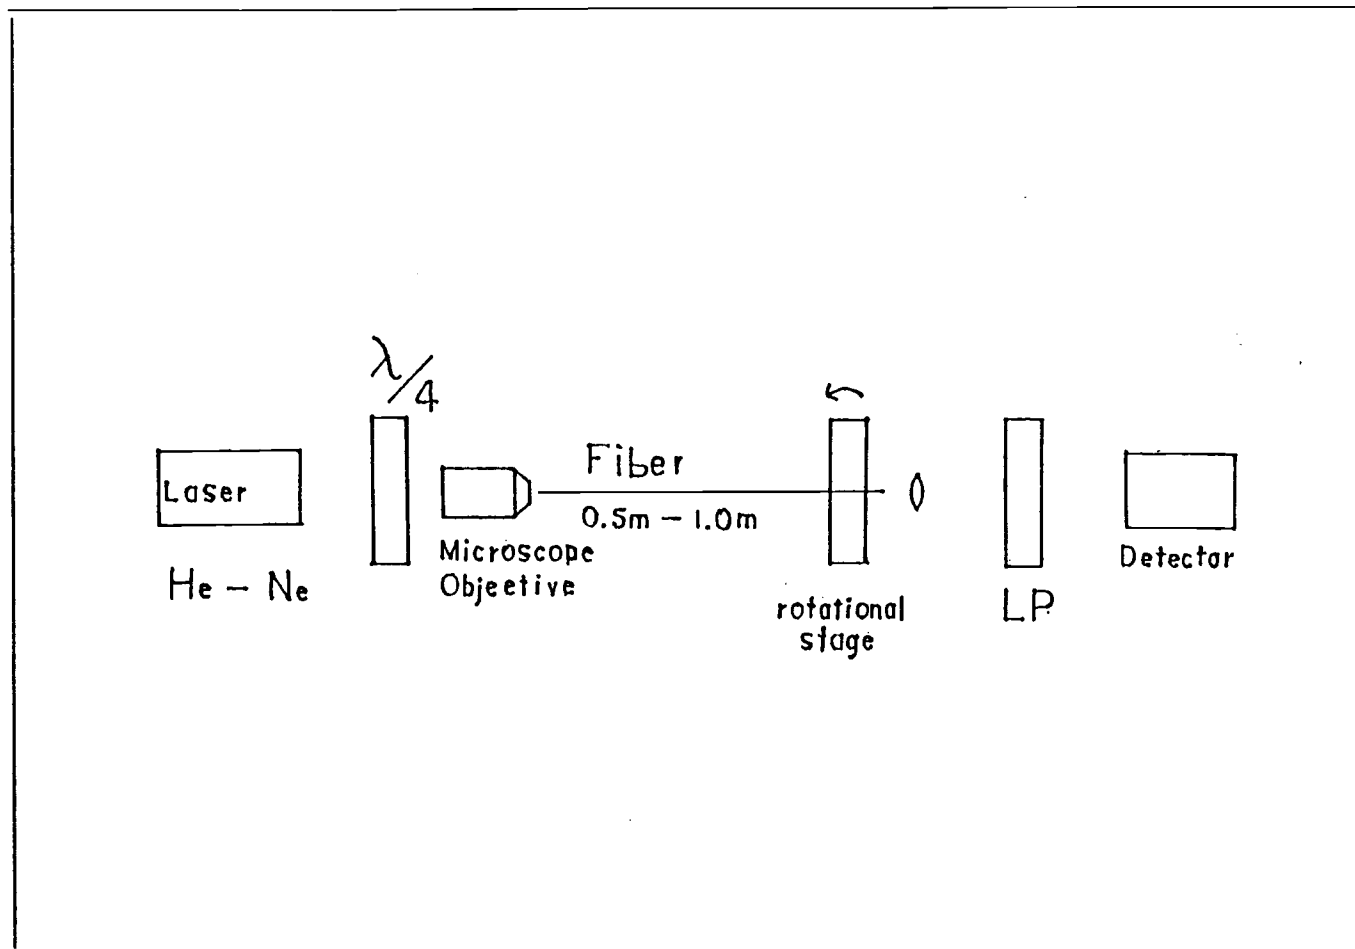 λ/4
Laser
He – Ne
Microscope
Objeetive
Fiber
0.5m – 1.0m
rotational
stage
LP
Detector